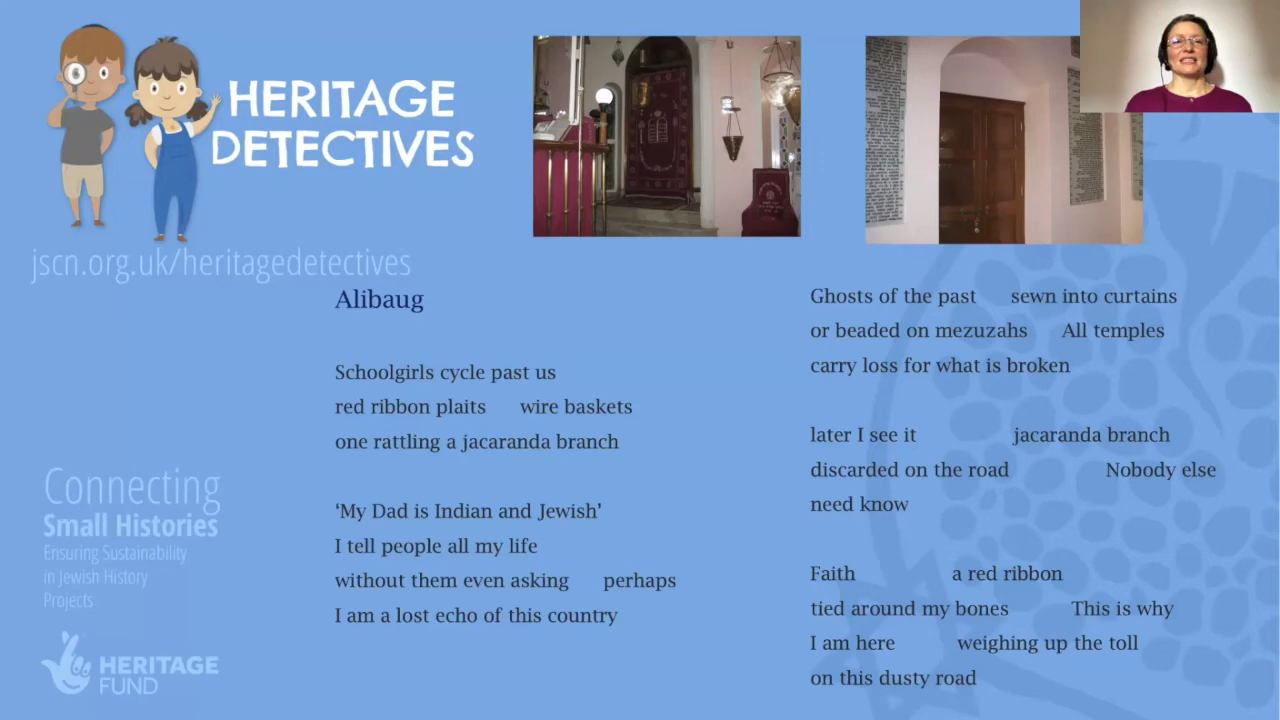 HERITAGE
DETECTIVES
jscn.org.uk/heritagedetectives
Alibaug
Schoolgirls cycle past us
red ribbon plaits wire baskets
one rattling a jacaranda branch
‘My Dad is Indian and Jewish’
I tell people all my life
without them even asking perhaps
I am a lost echo of this country
Ghosts of the past sewn into curtains
or beaded on mezuzahs All temples
carry loss for what is broken
later I see it jacaranda branch
discarded on the road Nobody else
need know
Faith a red ribbon
tied around my bones This is why
I am here weighing up the toll
on this dusty road
Connecting
Small Histories
Ensuring Sustainability
in Jewish History
Projects
HERITAGE
FUND